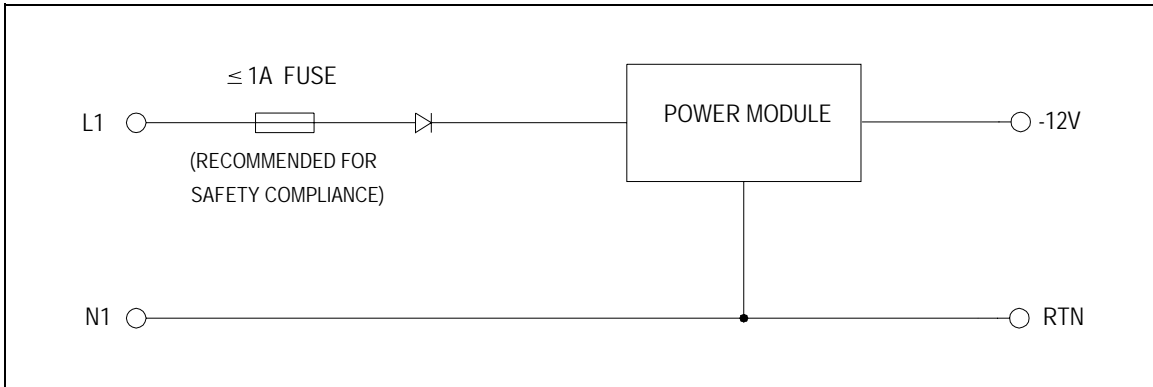 ≤ 1A FUSE
POWER MODULE
L1
-12V
(RECOMMENDED FOR
SAFETY COMPLIANCE)
N1
RTN